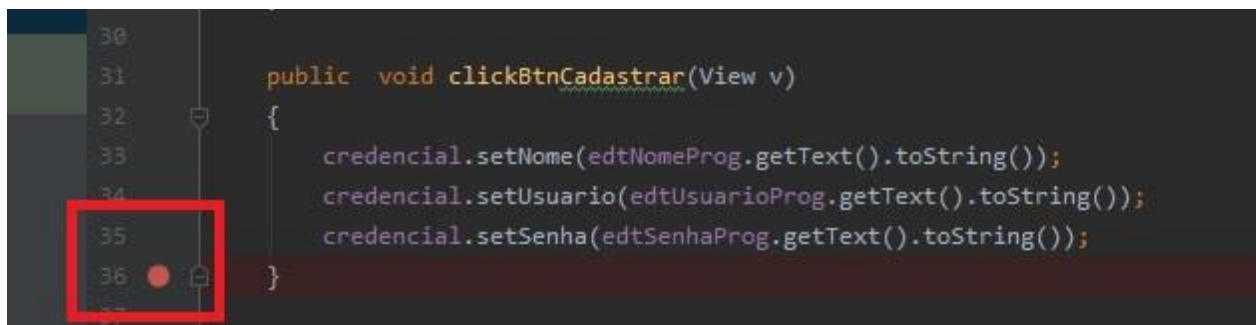 30
31 public void clickBtnCadastrar(View v)
32 {
33 credencial.setNome(edtNomeProg.getText().toString());
34 credencial.setUsuario(edtUsuarioProg.getText().toString());
35 credencial.setSenha(edtSenhaProg.getText().toString());
36 }
37